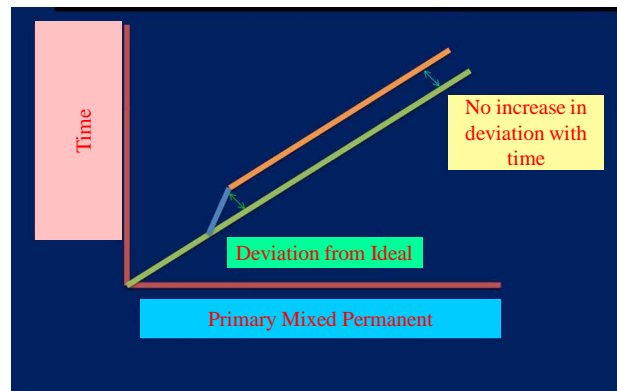 Time
No increase in
deviation with
time
Deviation from Ideal
Primary Mixed Permanent